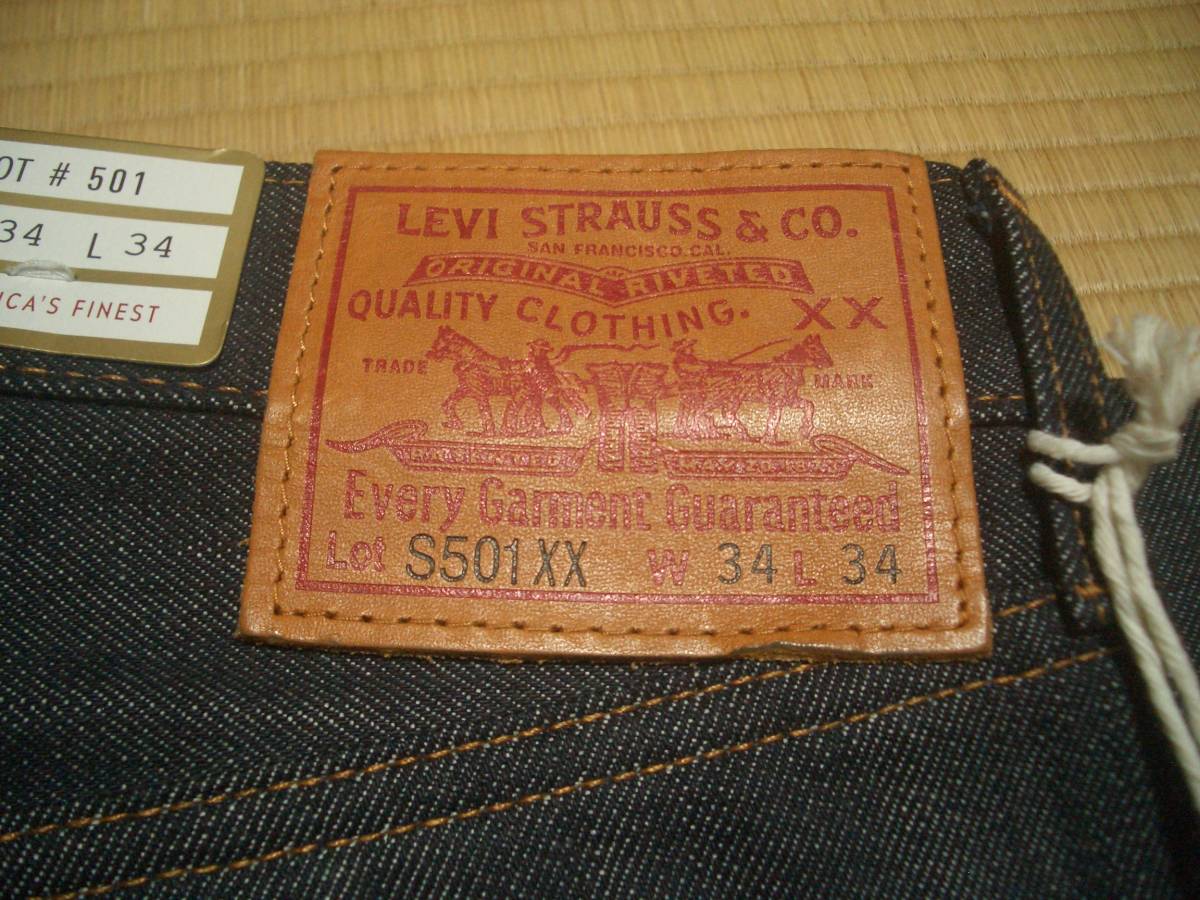 OT # 501
34 L 34
ICA'S FINEST
LEVI STRAUSS & CO.
SAN FRANCISCO.CAL.
ORIGINAL RIVETED
QUALITY CLOTHING. XX
TRADE MARK
Every Garment Guaranteed
Lot S501XX W 34 L 34